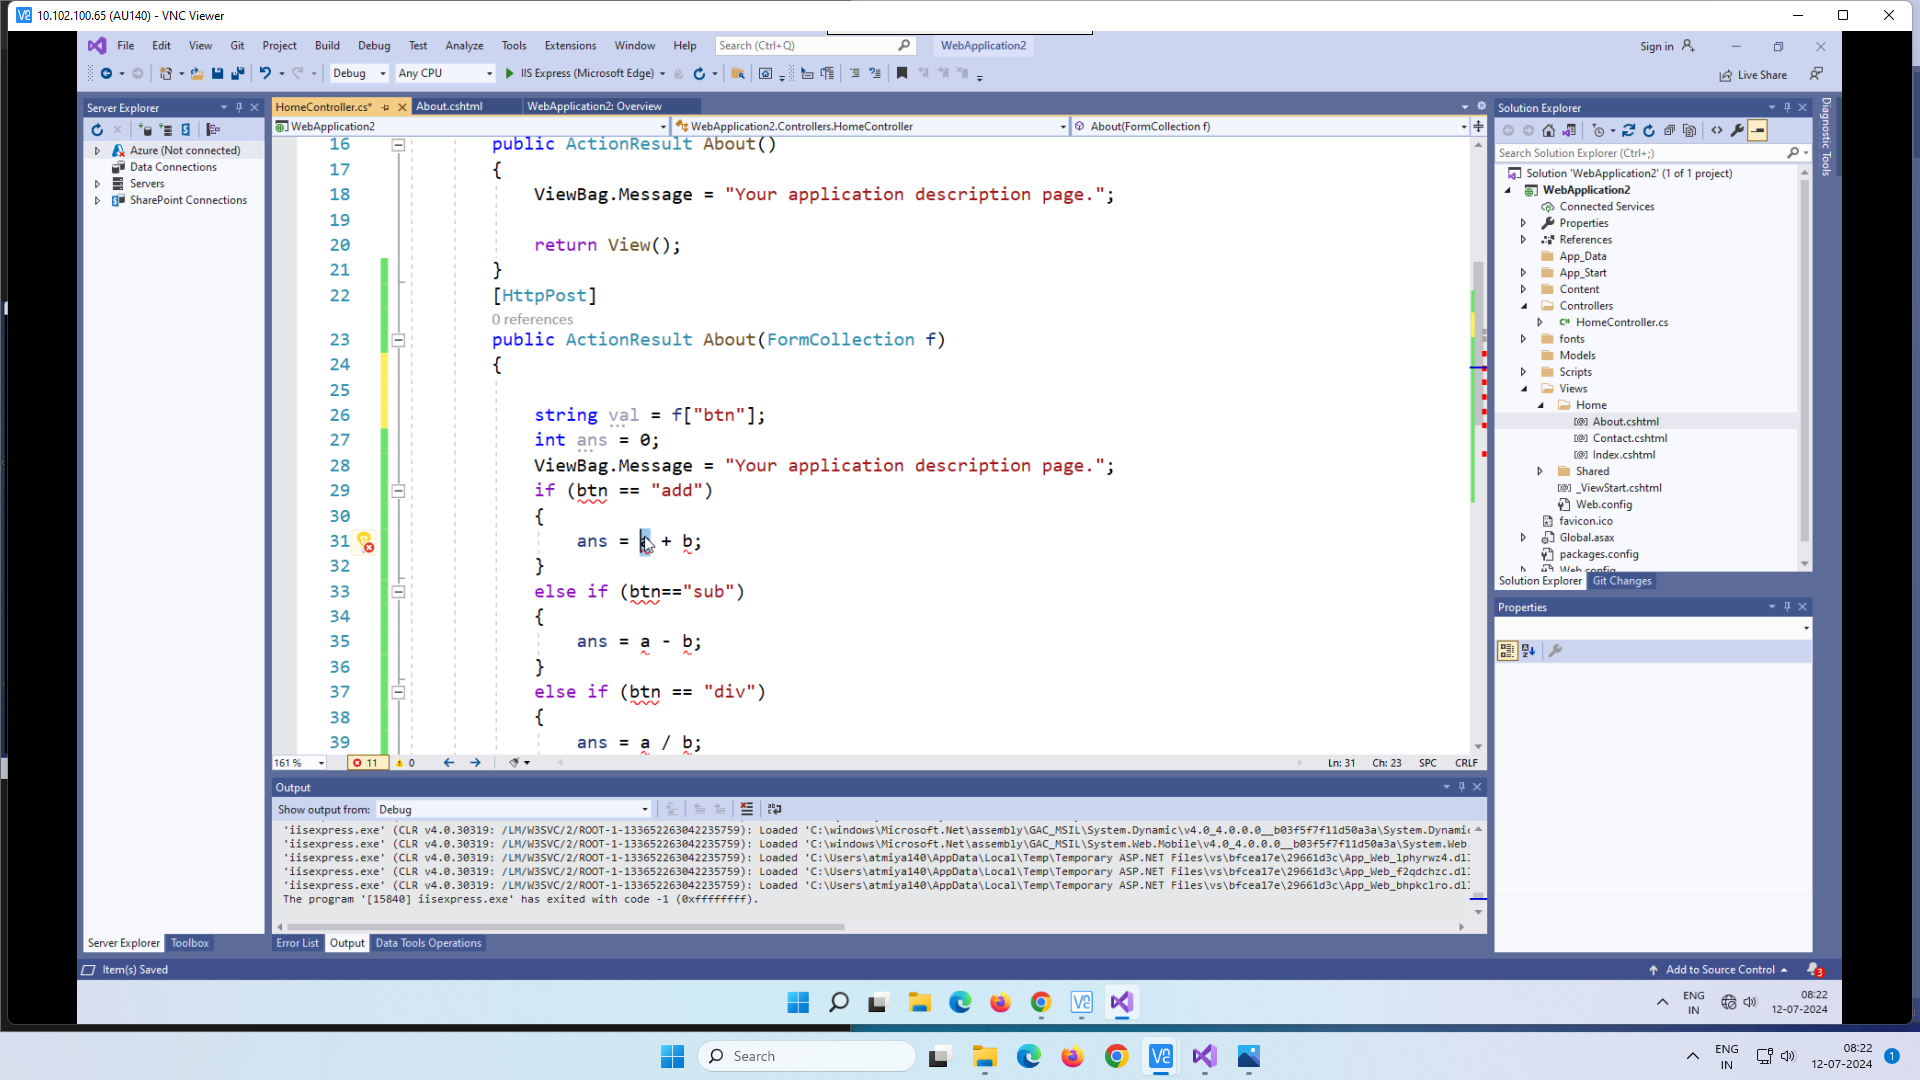 10.102.100.65 (AU140) - VNC Viewer
File Edit View Git Project Build Debug Test Analyze Tools Extensions Window Help Search (Ctrl+Q) WebApplication2 Sign in
Debug Any CPU IIS Express (Microsoft Edge) Live Share
Server Explorer
Azure (Not connected)
Data Connections
Servers
SharePoint Connections
HomeController.cs* About.cshtml WebApplication2: Overview
WebApplication2 WebApplication2.Controllers.HomeController About(FormCollection f)
16 public ActionResult About()
17 {
18 ViewBag.Message = "Your application description page.";
19
20 return View();
21 }
22 [HttpPost]
0 references
23 public ActionResult About(FormCollection f)
24 {
25
26 string val = f["btn"];
27 int ans = 0;
28 ViewBag.Message = "Your application description page.";
29 if (btn == "add")
30 {
31 ans = a + b;
32 }
33 else if (btn=="sub")
34 {
35 ans = a - b;
36 }
37 else if (btn == "div")
38 {
39 ans = a / b;
161 % 11 0 Ln: 31 Ch: 23 SPC CRLF
Output
Show output from: Debug
'iisexpress.exe' (CLR v4.0.30319: /LM/W3SVC/2/ROOT-1-133652263042235759): Loaded 'C:\windows\Microsoft.Net\assembly\GAC_MSIL\System.Dynamic\v4.0_4.0.0.0__b03f5f7f11d50a3a\System.Dynamic
'iisexpress.exe' (CLR v4.0.30319: /LM/W3SVC/2/ROOT-1-133652263042235759): Loaded 'C:\windows\Microsoft.Net\assembly\GAC_MSIL\System.Web.Mobile\v4.0_4.0.0.0__b03f5f7f11d50a3a\System.Web.
'iisexpress.exe' (CLR v4.0.30319: /LM/W3SVC/2/ROOT-1-133652263042235759): Loaded 'C:\Users\atmiya140\AppData\Local\Temp\Temporary ASP.NET Files\vs\bfcea17e\29661d3c\App_Web_lphyrwz4.dll
'iisexpress.exe' (CLR v4.0.30319: /LM/W3SVC/2/ROOT-1-133652263042235759): Loaded 'C:\Users\atmiya140\AppData\Local\Temp\Temporary ASP.NET Files\vs\bfcea17e\29661d3c\App_Web_f2qdchzc.dll
'iisexpress.exe' (CLR v4.0.30319: /LM/W3SVC/2/ROOT-1-133652263042235759): Loaded 'C:\Users\atmiya140\AppData\Local\Temp\Temporary ASP.NET Files\vs\bfcea17e\29661d3c\App_Web_bhpkclro.dll
The program '[15840] iisexpress.exe' has exited with code -1 (0xffffffff).
Error List Output Data Tools Operations
Server Explorer Toolbox
Solution Explorer
Search Solution Explorer (Ctrl+;)
Solution 'WebApplication2' (1 of 1 project)
WebApplication2
Connected Services
Properties
References
App_Data
App_Start
Content
Controllers
C# HomeController.cs
fonts
Models
Scripts
Views
Home
About.cshtml
Contact.cshtml
Index.cshtml
Shared
_ViewStart.cshtml
Web.config
favicon.ico
Global.asax
packages.config
Web.config
Solution Explorer Git Changes
Properties
Diagnostic Tools
Item(s) Saved Add to Source Control 3
ENG IN 08:22 12-07-2024
Search ENG IN 08:22 12-07-2024 1